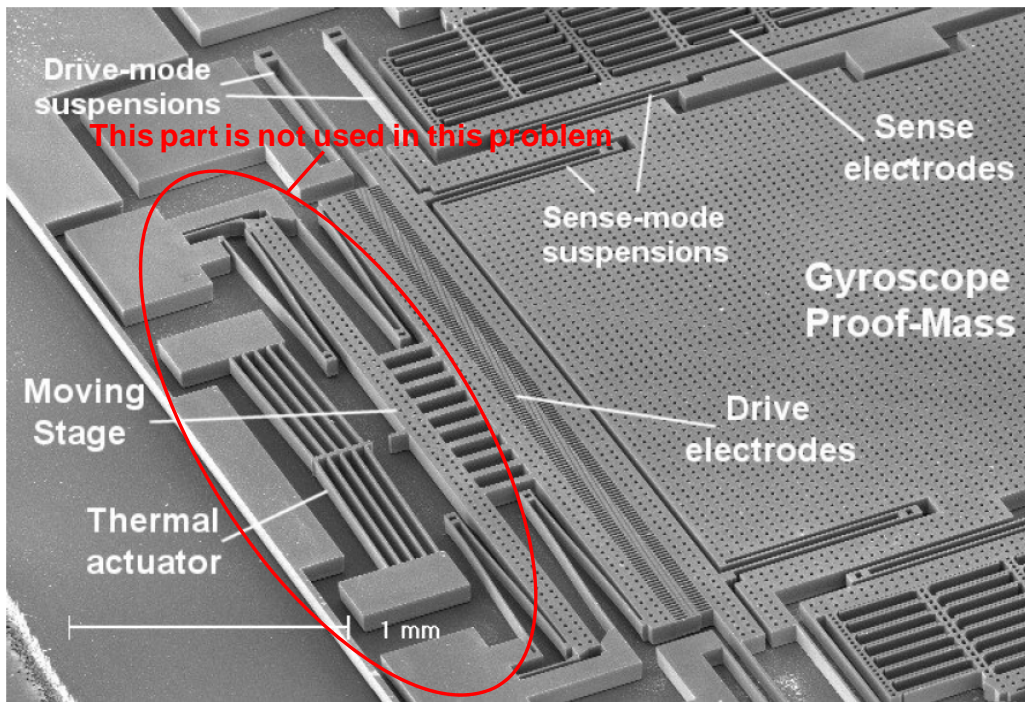 Drive-mode
suspensions
This part is not used in this problem
Sense
electrodes
Sense-mode
suspensions
Gyroscope
Proof-Mass
Moving
Stage
Drive
electrodes
Thermal
actuator
1 mm